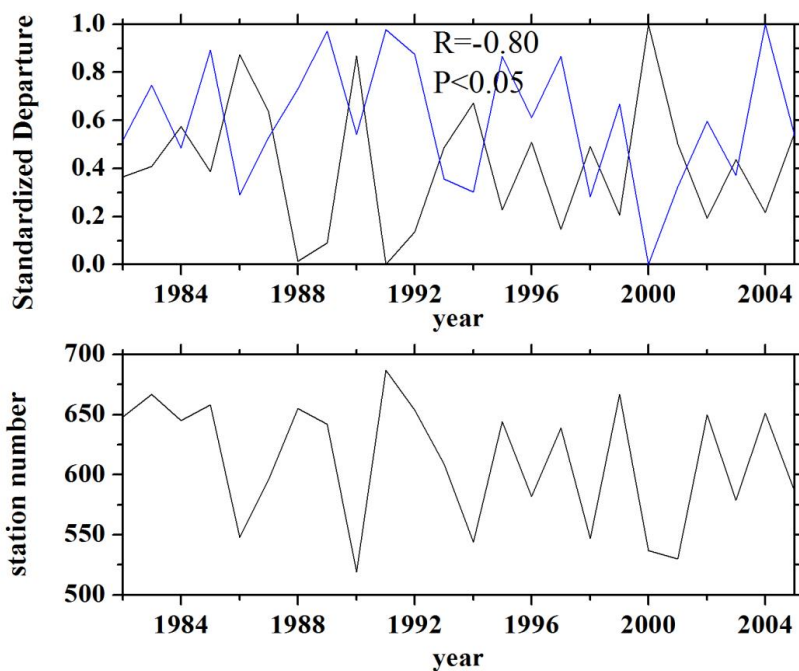 1.0
0.8
0.6
0.4
0.2
0.0
Standardized Departure
R=-0.80
P<0.05
1984 1988 1992 1996 2000 2004
year
700
650
600
550
500
station number
1984 1988 1992 1996 2000 2004
year